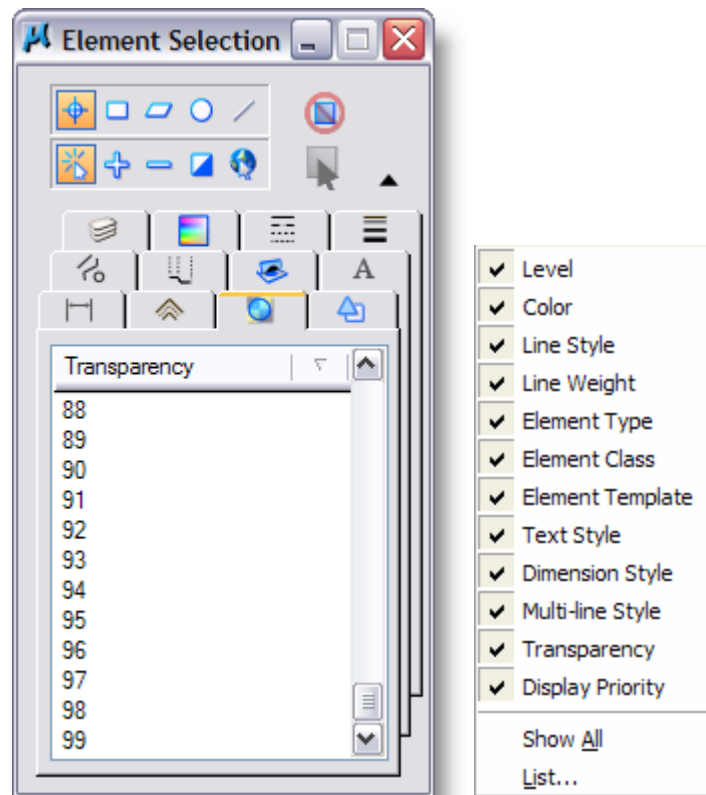 Element Selection
A
Transparency
88
89
90
91
92
93
94
95
96
97
98
99
Level
Color
Line Style
Line Weight
Element Type
Element Class
Element Template
Text Style
Dimension Style
Multi-line Style
Transparency
Display Priority
Show All
List...